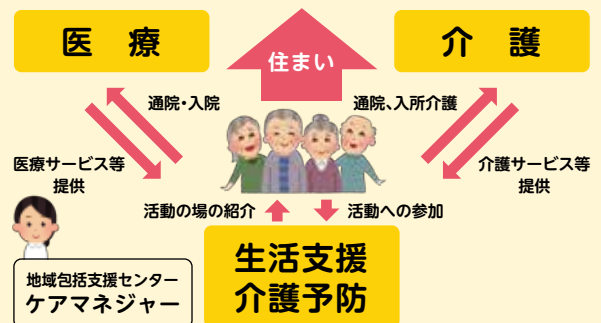 医 療
住まい
介 護
通院・入院
通院、入所介護
医療サービス等
提供
介護サービス等
提供
活動の場の紹介
活動への参加
地域包括支援センター
ケアマネジャー
生活支援
介護予防